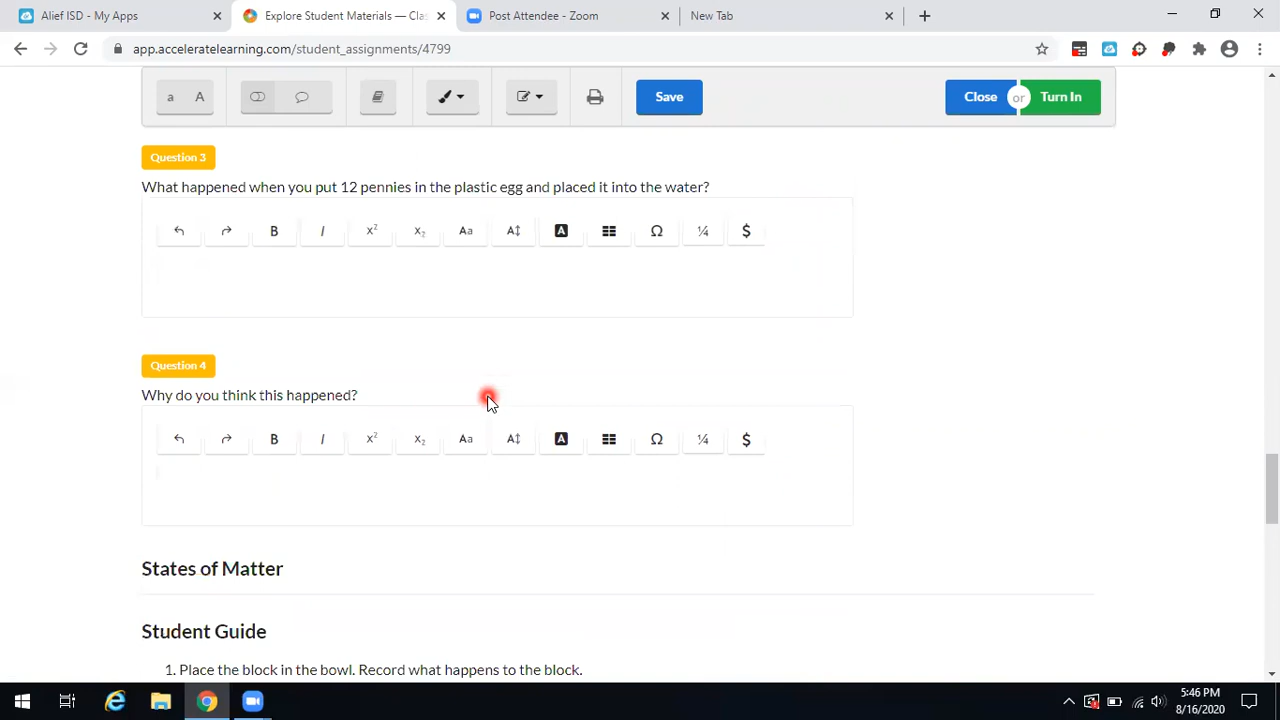 Alief ISD - My Apps
Explore Student Materials — Cla
Post Attendee - Zoom
New Tab
app.acceleratelearning.com/student_assignments/4799
a A
Save
Close or Turn In
Question 3
What happened when you put 12 pennies in the plastic egg and placed it into the water?
B I x² x₂ Aa A↕ A Ω ¼ $
Question 4
Why do you think this happened?
B I x² x₂ Aa A↕ A Ω ¼ $
States of Matter
Student Guide
1. Place the block in the bowl. Record what happens to the block.
5:46 PM
8/16/2020